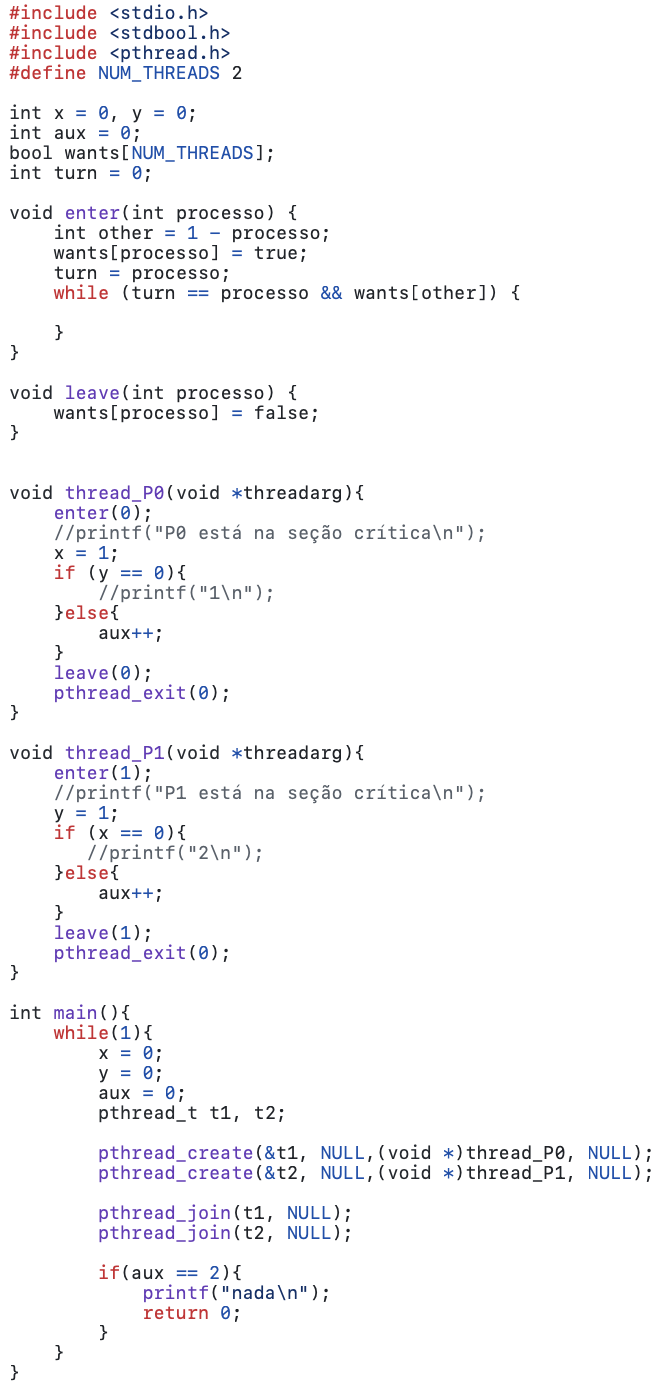 #include <stdio.h>
#include <stdbool.h>
#include <pthread.h>
#define NUM_THREADS 2

int x = 0, y = 0;
int aux = 0;
bool wants[NUM_THREADS];
int turn = 0;

void enter(int processo) {
    int other = 1 - processo;
    wants[processo] = true;
    turn = processo;
    while (turn == processo && wants[other]) {

    }
}

void leave(int processo) {
    wants[processo] = false;
}


void thread_P0(void *threadarg){
    enter(0);
    //printf("P0 está na seção crítica\n");
    x = 1;
    if (y == 0){
        //printf("1\n");
    }else{
        aux++;
    }
    leave(0);
    pthread_exit(0);
}

void thread_P1(void *threadarg){
    enter(1);
    //printf("P1 está na seção crítica\n");
    y = 1;
    if (x == 0){
       //printf("2\n");
    }else{
        aux++;
    }
    leave(1);
    pthread_exit(0);
}

int main(){
    while(1){
        x = 0;
        y = 0;
        aux = 0;
        pthread_t t1, t2;

        pthread_create(&t1, NULL,(void *)thread_P0, NULL);
        pthread_create(&t2, NULL,(void *)thread_P1, NULL);

        pthread_join(t1, NULL);
        pthread_join(t2, NULL);

        if(aux == 2){
            printf("nada\n");
            return 0;
        }
    }
}